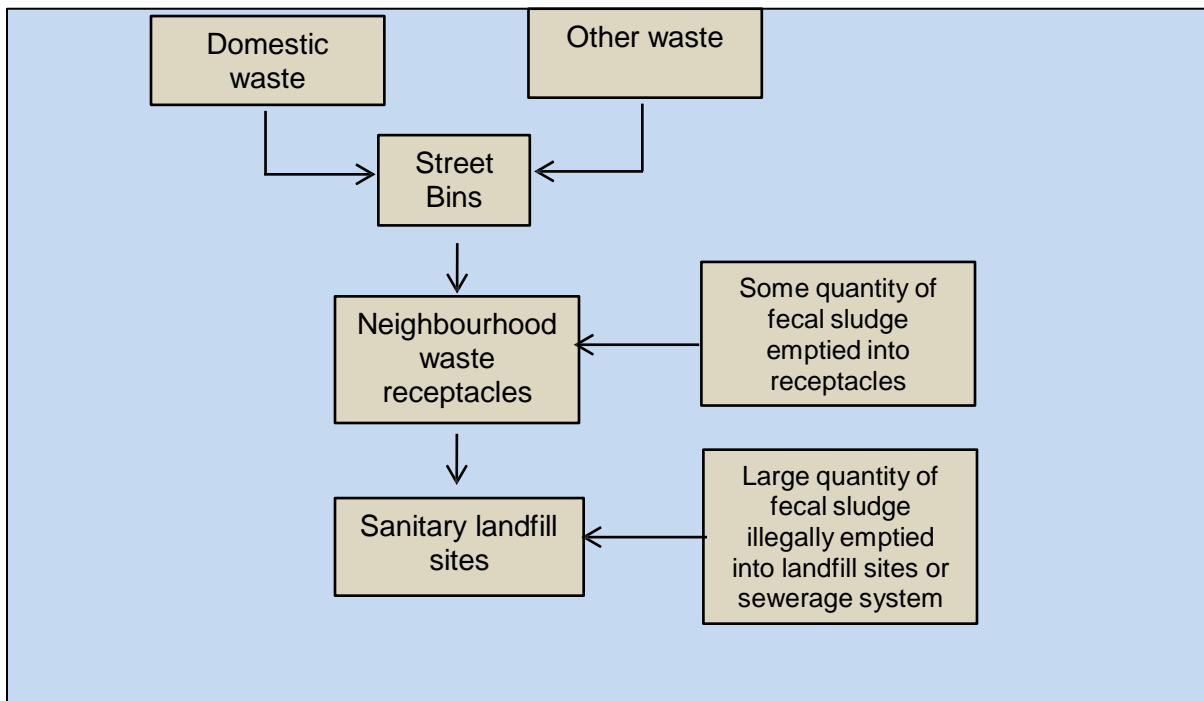 Domestic
waste
Other waste
Street
Bins
Neighbourhood
waste
receptacles
Some quantity of
fecal sludge
emptied into
receptacles
Sanitary landfill
sites
Large quantity of
fecal sludge
illegally emptied
into landfill sites or
sewerage system